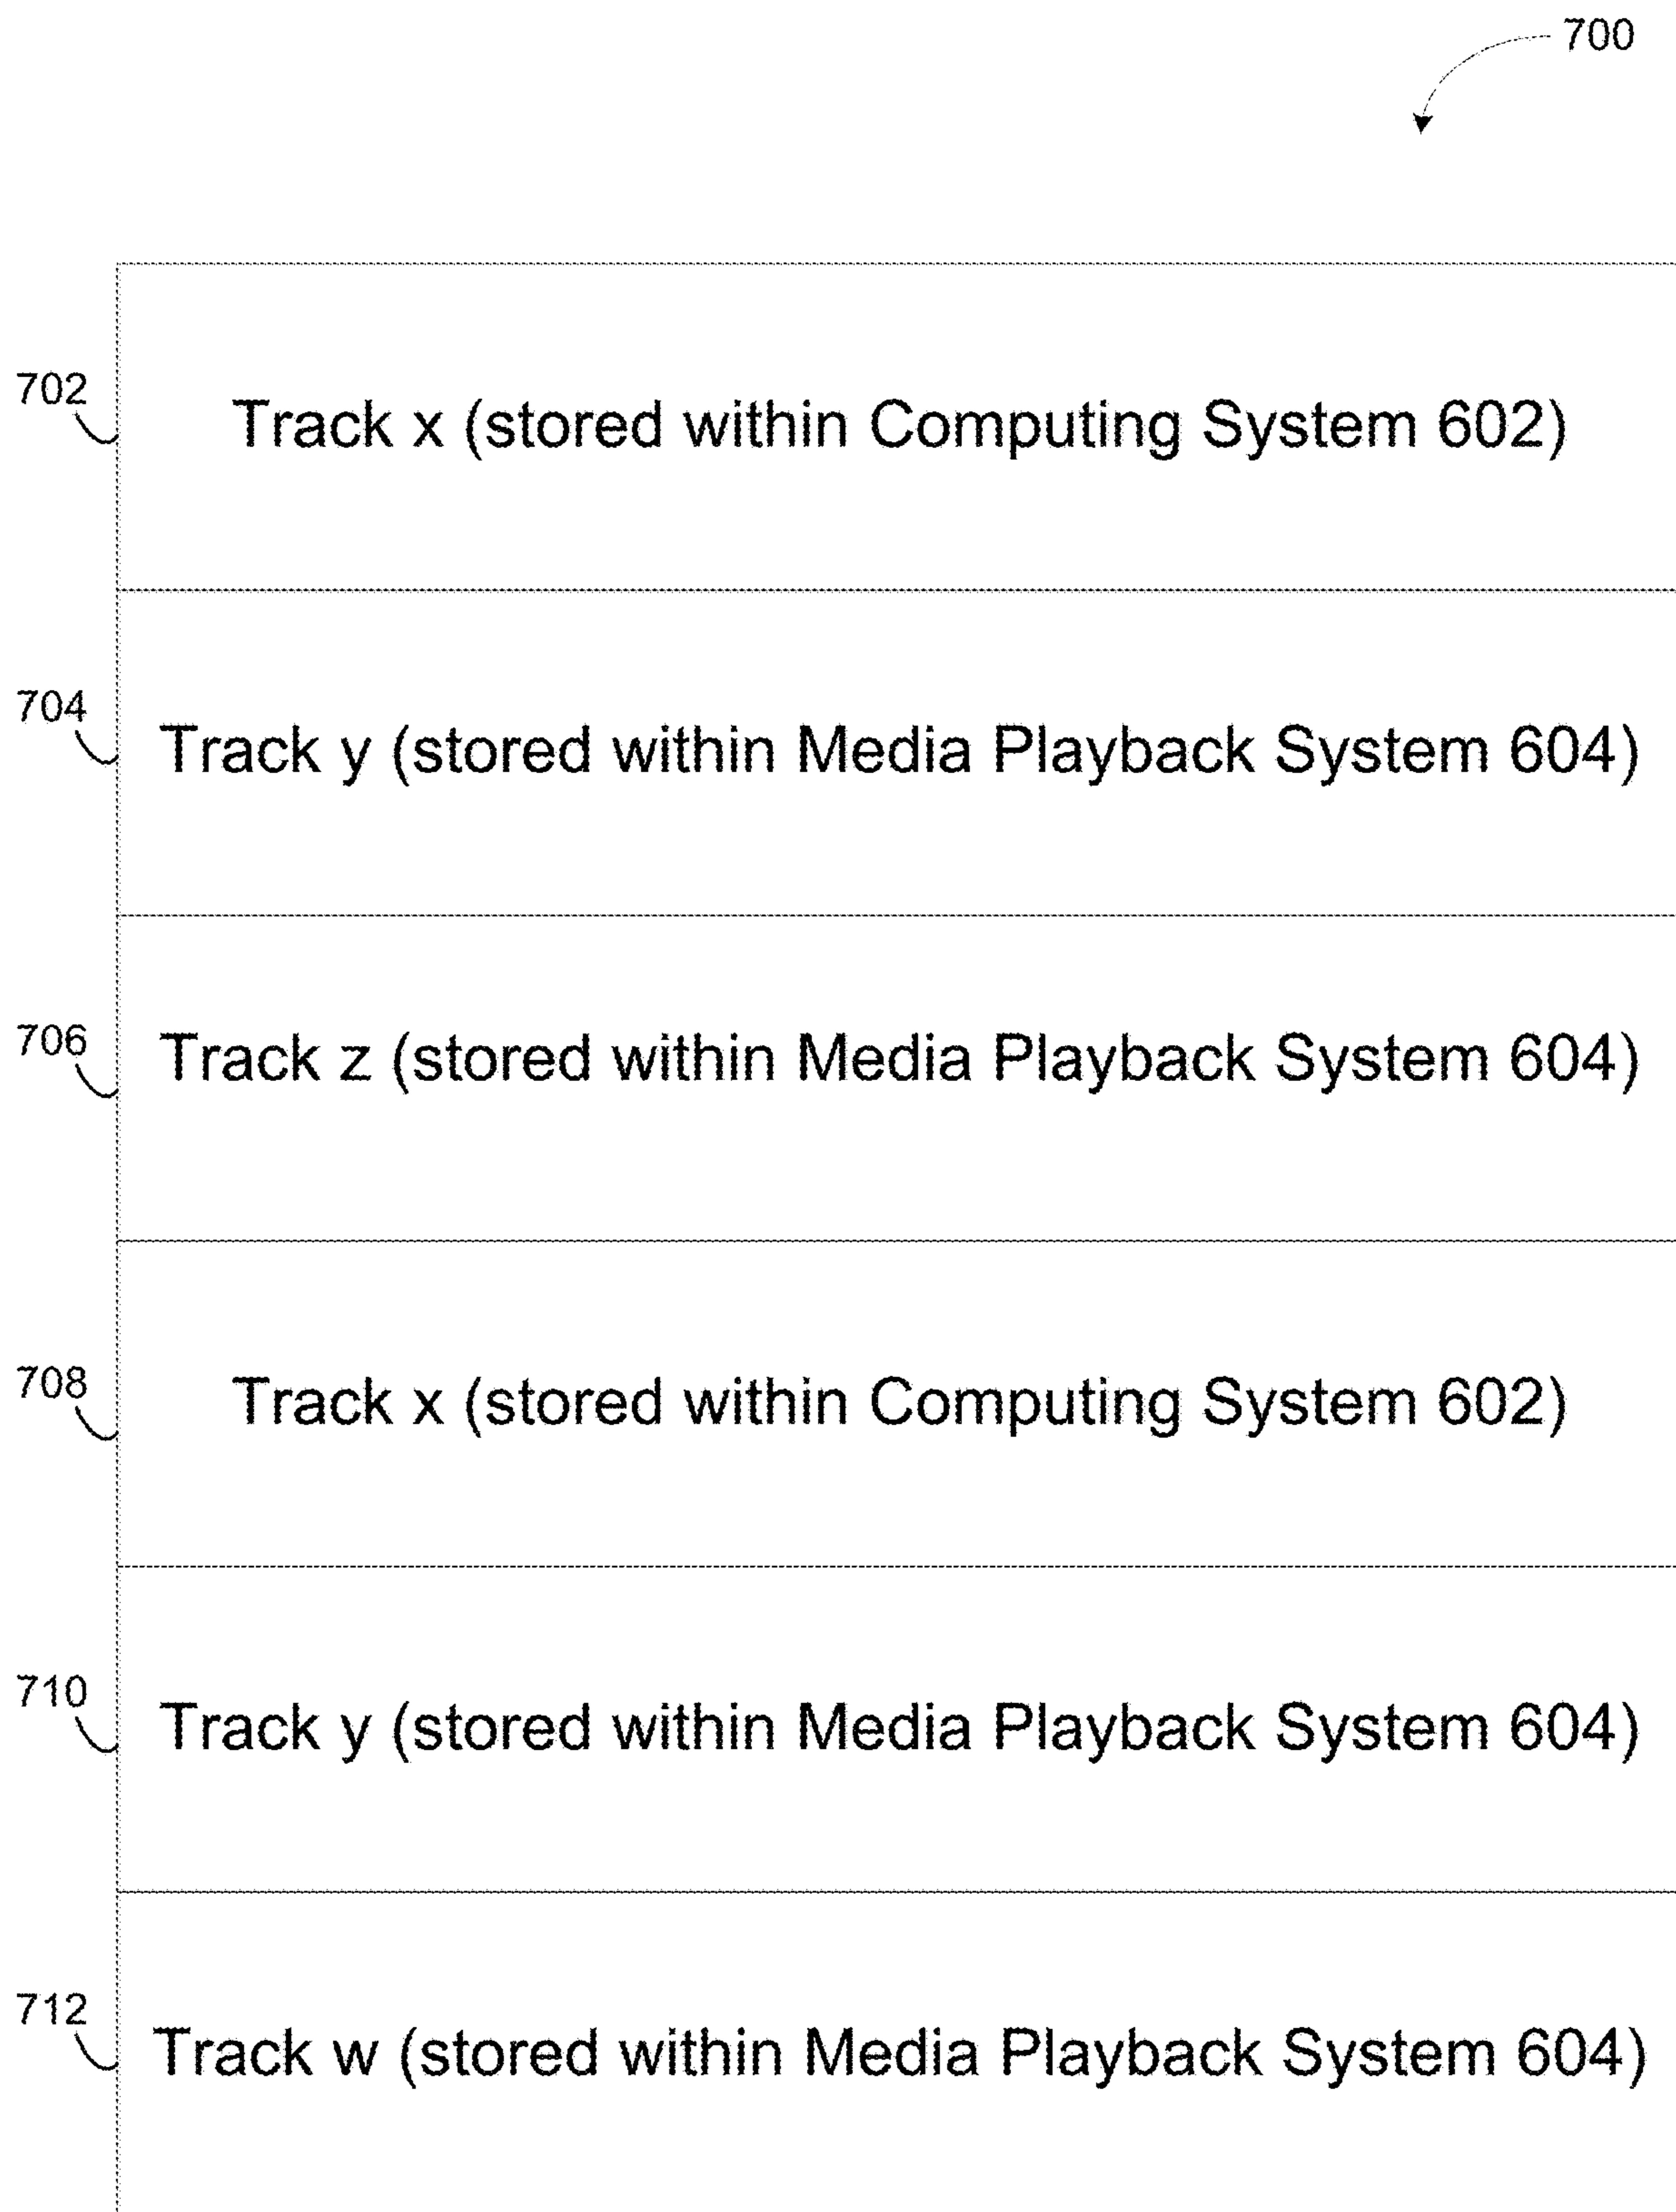 700
702
Track x (stored within Computing System 602)
704
Track y (stored within Media Playback System 604)
706
Track z (stored within Media Playback System 604)
708
Track x (stored within Computing System 602)
710
Track y (stored within Media Playback System 604)
712
Track w (stored within Media Playback System 604)